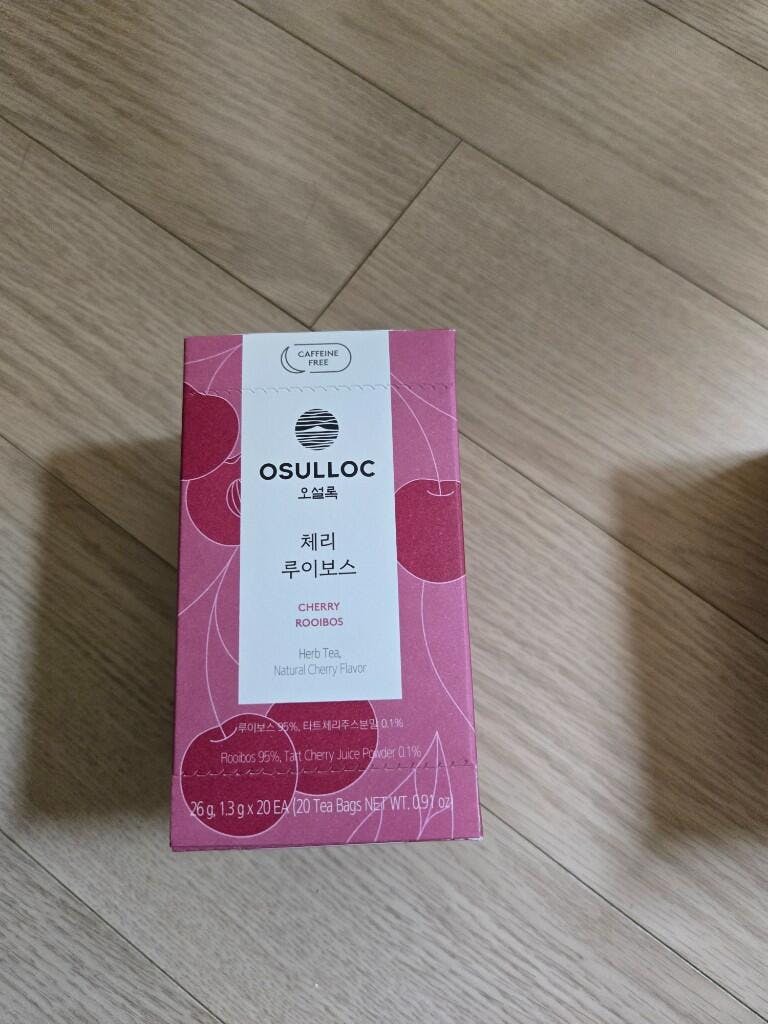 CAFFEINE
FREE
OSULLOC
오설록
체리
루이보스
CHERRY
ROOIBOS
Herb Tea,
Natural Cherry Flavor
루이보스 95%, 타트체리주스분말 0.1%
Rooibos 95%, Tart Cherry Juice Powder 0.1%
26 g, 1.3 g x 20 EA (20 Tea Bags NET WT. 0.91 oz)